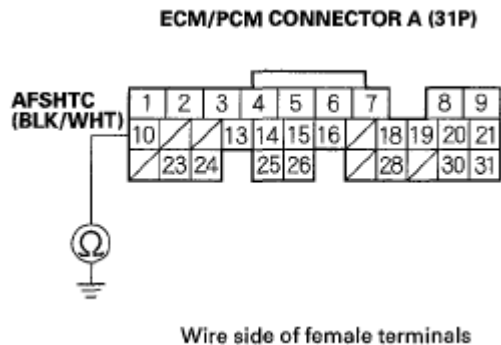 ECM/PCM CONNECTOR A (31P)
AFSHTC
(BLK/WHT)
1 2 3 4 5 6 7 8 9
10 13 14 15 16 18 19 20 21
23 24 25 26 28 30 31
Ω
Wire side of female terminals